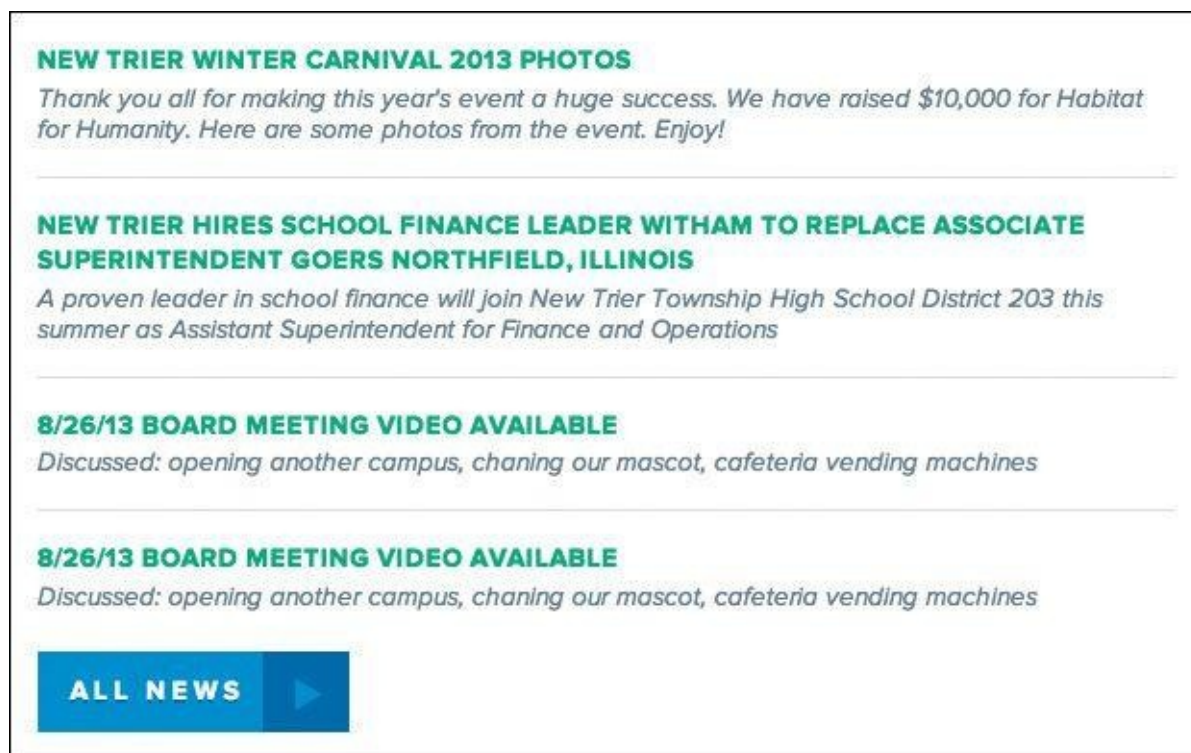 NEW TRIER WINTER CARNIVAL 2013 PHOTOS
Thank you all for making this year's event a huge success. We have raised $10,000 for Habitat
for Humanity. Here are some photos from the event. Enjoy!
NEW TRIER HIRES SCHOOL FINANCE LEADER WITHAM TO REPLACE ASSOCIATE
SUPERINTENDENT GOERS NORTHFIELD, ILLINOIS
A proven leader in school finance will join New Trier Township High School District 203 this
summer as Assistant Superintendent for Finance and Operations
8/26/13 BOARD MEETING VIDEO AVAILABLE
Discussed: opening another campus, chaning our mascot, cafeteria vending machines
8/26/13 BOARD MEETING VIDEO AVAILABLE
Discussed: opening another campus, chaning our mascot, cafeteria vending machines
ALL NEWS